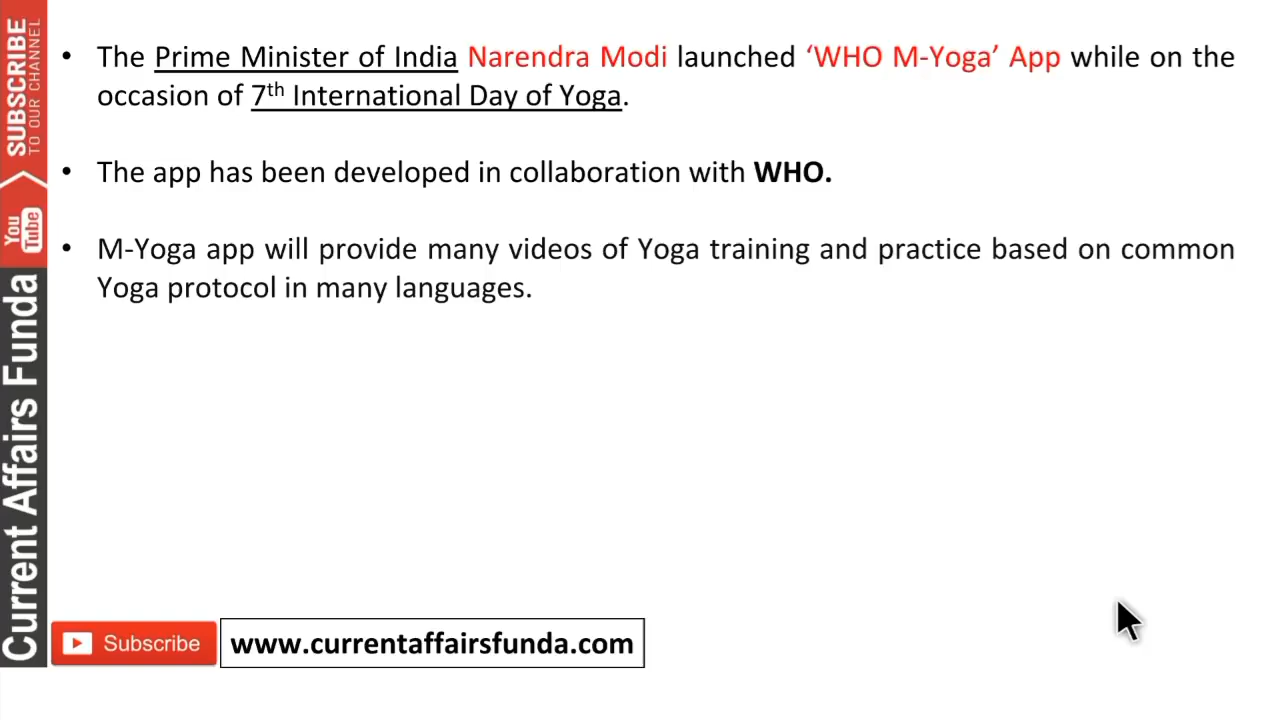 • The Prime Minister of India Narendra Modi launched ‘WHO M-Yoga’ App while on the
occasion of 7th International Day of Yoga.
• The app has been developed in collaboration with WHO.
• M-Yoga app will provide many videos of Yoga training and practice based on common
Yoga protocol in many languages.
SUBSCRIBE
TO OUR CHANNEL
You
Tube
Current Affairs Funda
Subscribe
www.currentaffairsfunda.com